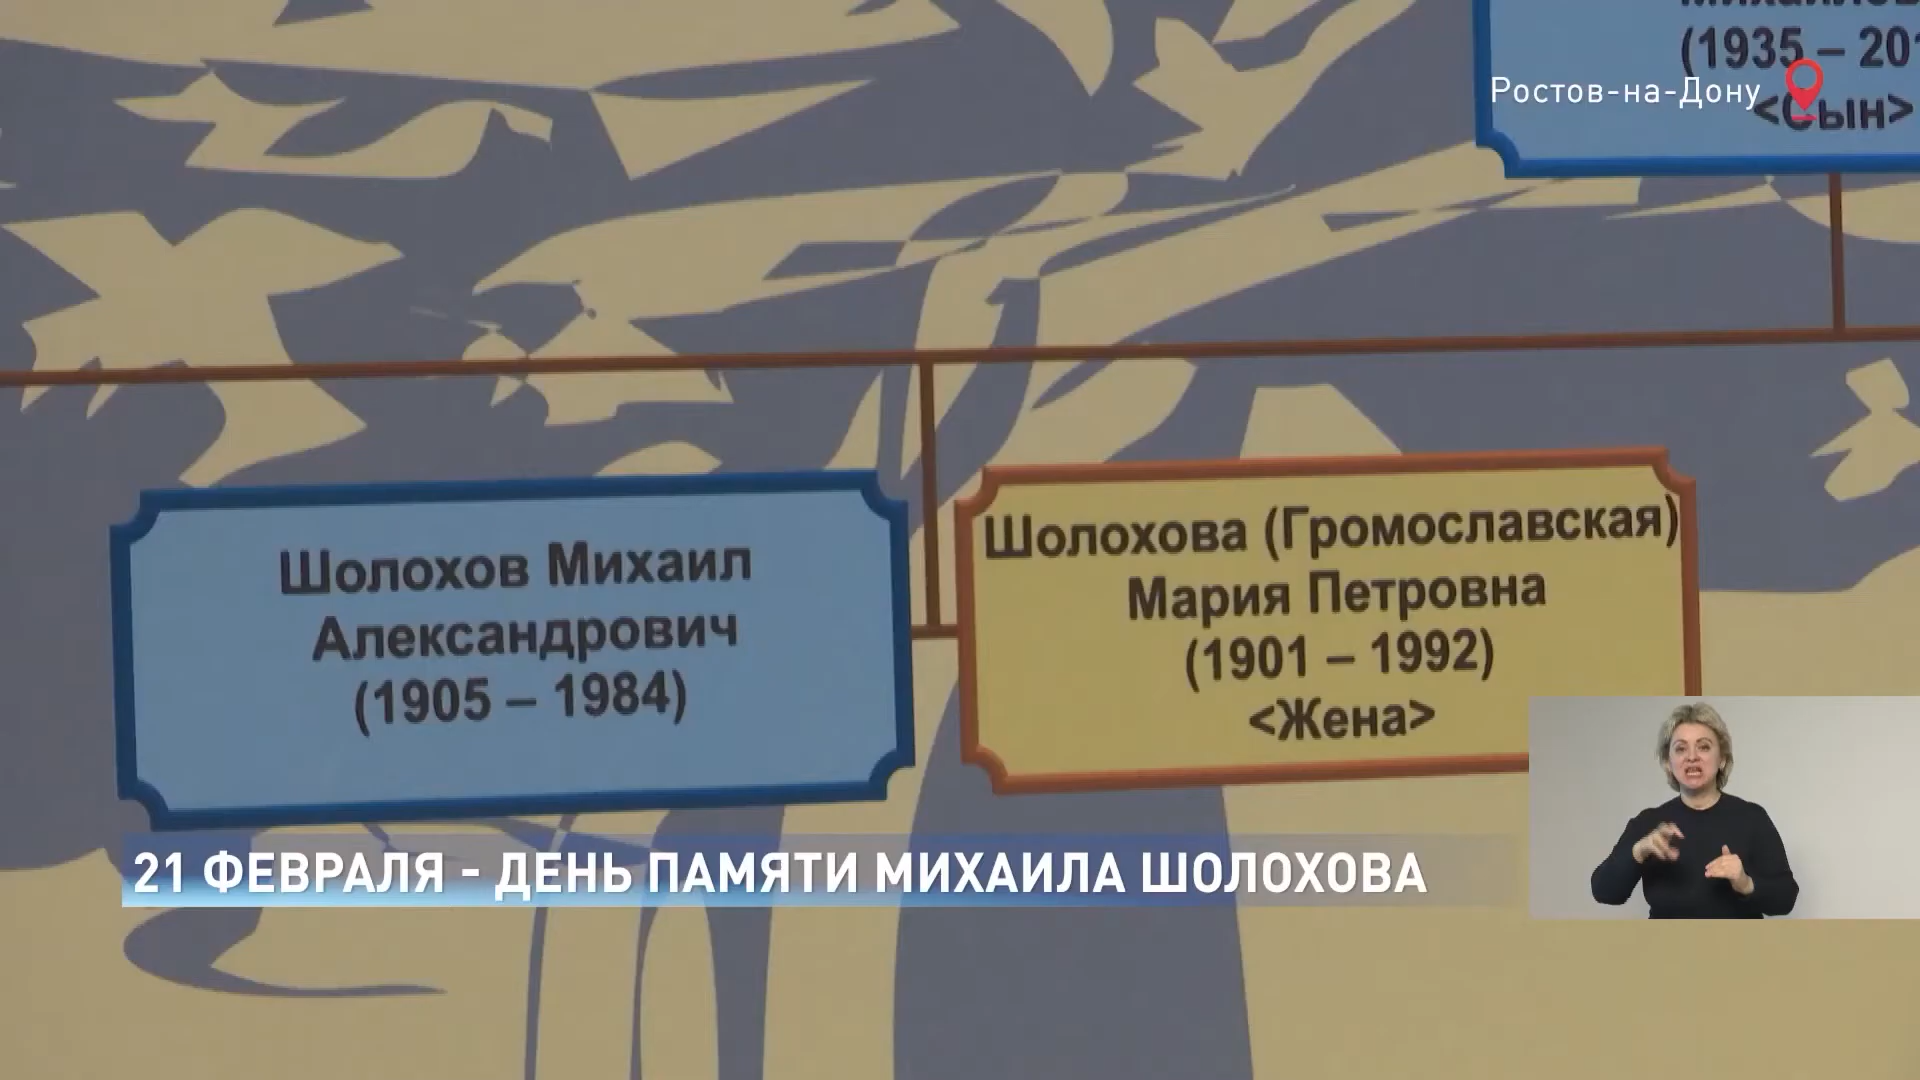 (1935 – 201
Ростов-на-Дону
<Сын>
Шолохов Михаил
Александрович
(1905 – 1984)
Шолохова (Громославская)
Мария Петровна
(1901 – 1992)
<Жена>
21 ФЕВРАЛЯ - ДЕНЬ ПАМЯТИ МИХАИЛА ШОЛОХОВА